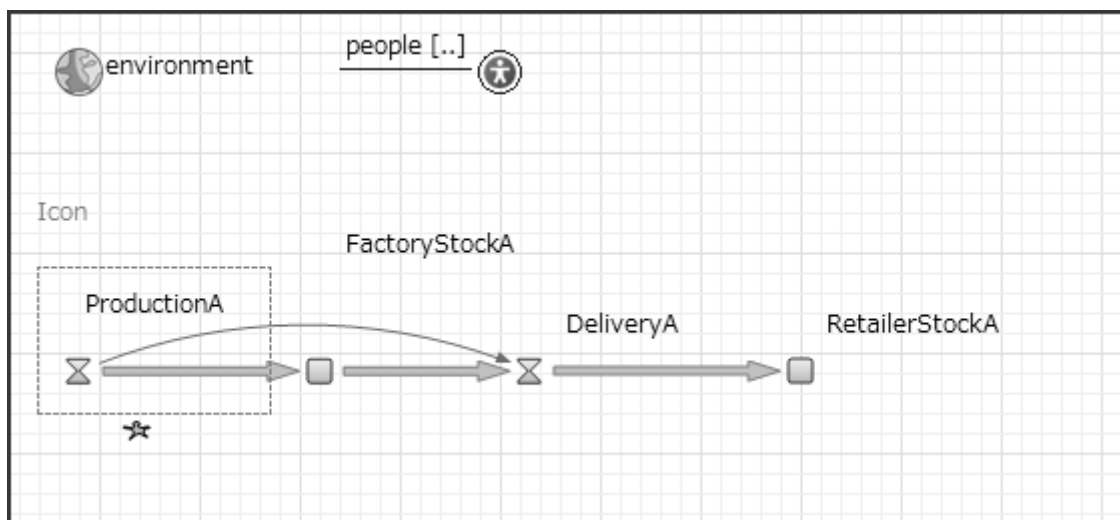 environment
people [..]
Icon
FactoryStockA
ProductionA
DeliveryA
RetailerStockA